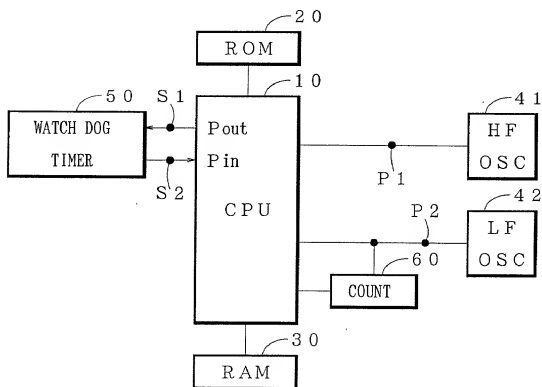 20
ROM
10
50
S1
41
WATCH DOG
TIMER
Pout
Pin
HF
OSC
P1
S2
CPU
42
P2
LF
OSC
60
COUNT
30
RAM